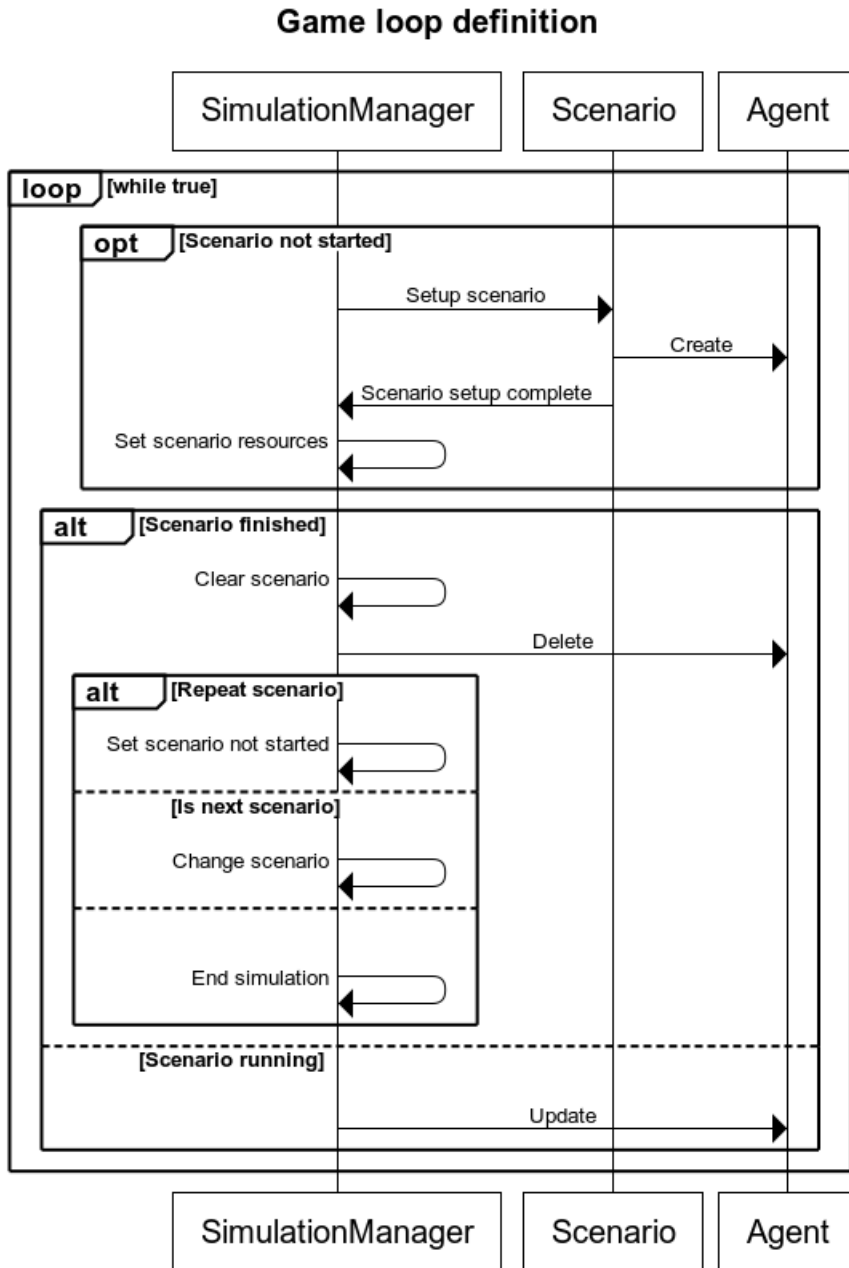 Game loop definition
SimulationManager
Scenario
Agent
loop
[while true]
opt
[Scenario not started]
Setup scenario
Create
Scenario setup complete
Set scenario resources
alt
[Scenario finished]
Clear scenario
Delete
alt
[Repeat scenario]
Set scenario not started
[Is next scenario]
Change scenario
End simulation
[Scenario running]
Update
SimulationManager
Scenario
Agent